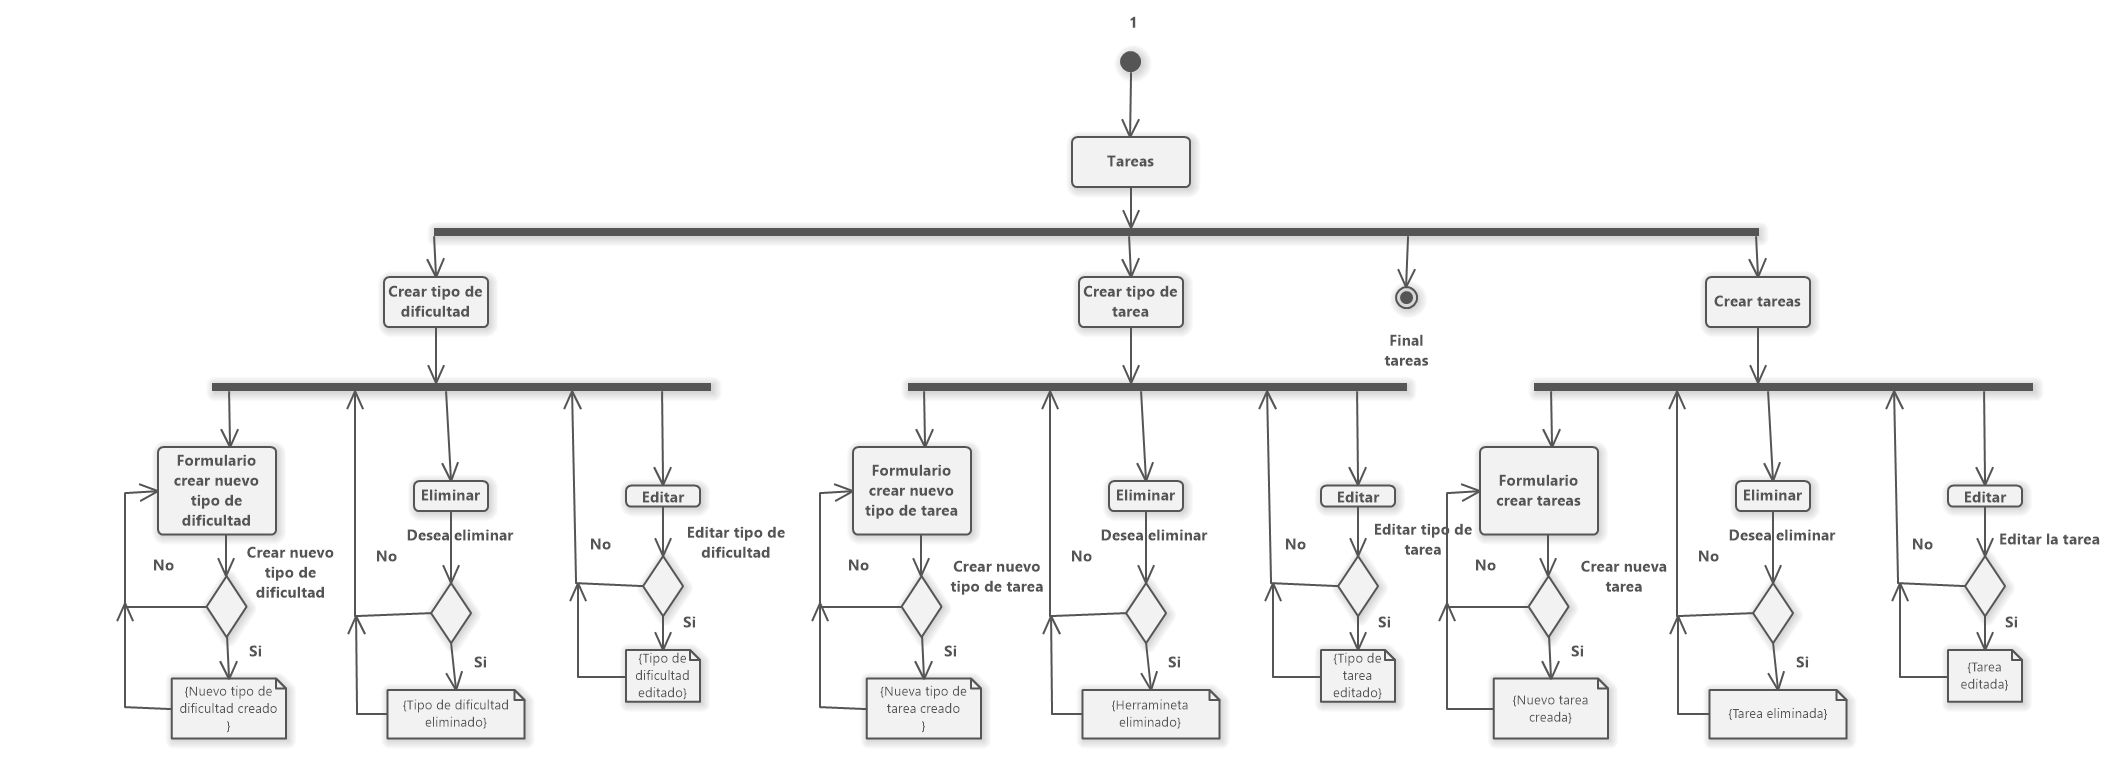 1
Tareas
Crear tipo de
dificultad
Crear tipo de
tarea
Final
tareas
Crear tareas
Formulario
crear nuevo
tipo de
dificultad
No
Crear nuevo
tipo de
dificultad
Si
{Nuevo tipo de
dificultad creado
}
Eliminar
Desea eliminar
No
Si
{Tipo de dificultad
eliminado}
Editar
Editar tipo de
dificultad
No
Si
{Tipo de
dificultad
editado}
Formulario
crear nuevo
tipo de tarea
No
Crear nuevo
tipo de tarea
Si
{Nueva tipo de
tarea creado
}
Eliminar
Desea eliminar
No
Si
{Herramineta
eliminado}
Editar
Editar tipo de
tarea
No
Si
{Tipo de
tarea
editado}
Formulario
crear tareas
No
Crear nueva
tarea
Si
{Nuevo tarea
creada}
Eliminar
Desea eliminar
No
Si
{Tarea eliminada}
Editar
Editar la tarea
No
Si
{Tarea
editada}